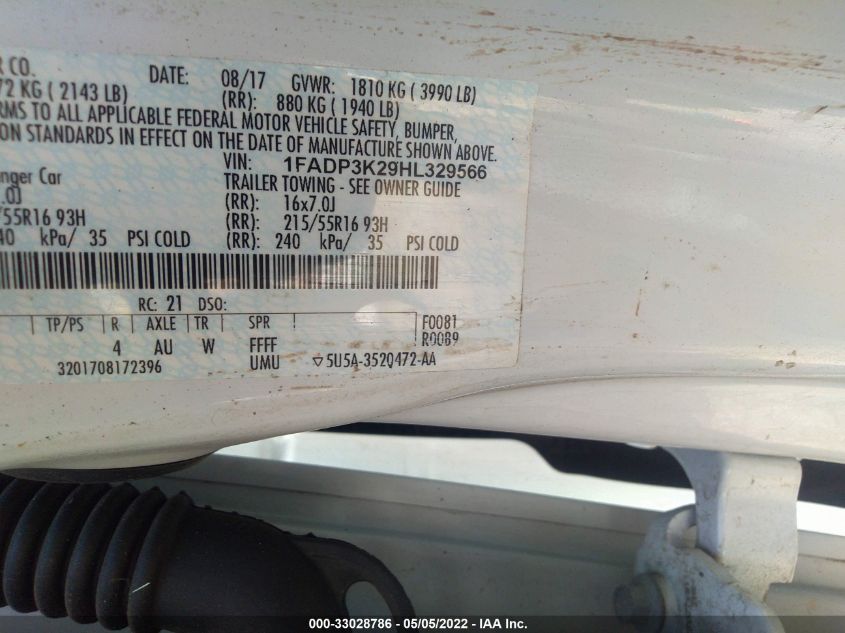 R CO.
DATE: 08/17 GVWR: 1810 KG ( 3990 LB)
72 KG ( 2143 LB) (RR): 880 KG ( 1940 LB)
RMS TO ALL APPLICABLE FEDERAL MOTOR VEHICLE SAFETY, BUMPER,
ON STANDARDS IN EFFECT ON THE DATE OF MANUFACTURE SHOWN ABOVE.
VIN: 1FADP3K29HL329566
nger Car TRAILER TOWING - SEE OWNER GUIDE
7.0J (RR): 16x7.0J
/55R16 93H (RR): 215/55R16 93H
40 kPa/ 35 PSI COLD (RR): 240 kPa/ 35 PSI COLD
RC: 21 DSO:
TP/PS R AXLE TR SPR F0081
4 AU W FFFF R0089
3201708172396 UMU ▽5U5A-3520472-AA
000-33028786 - 05/05/2022 - IAA Inc.